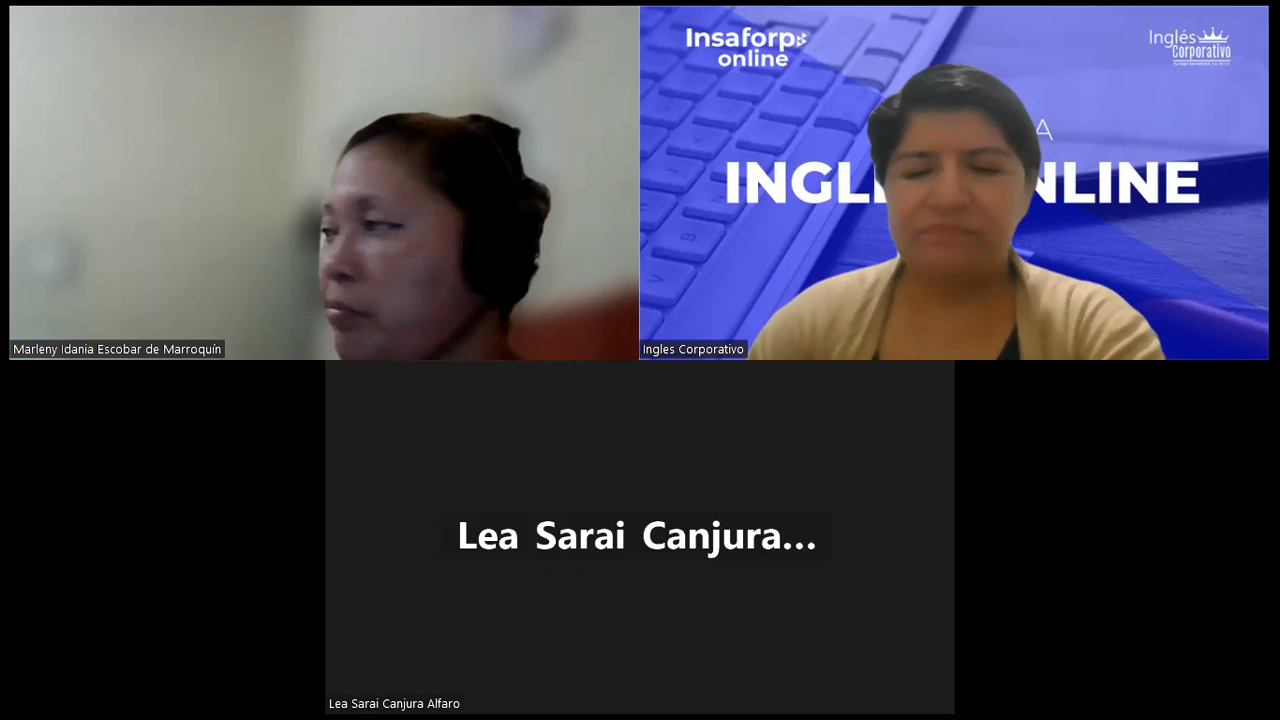 Insaforp
online
Inglés
Corporativo
A
INGL NLINE
B
Marleny Idania Escobar de Marroquín
Ingles Corporativo
Lea Sarai Canjura...
Lea Sarai Canjura Alfaro